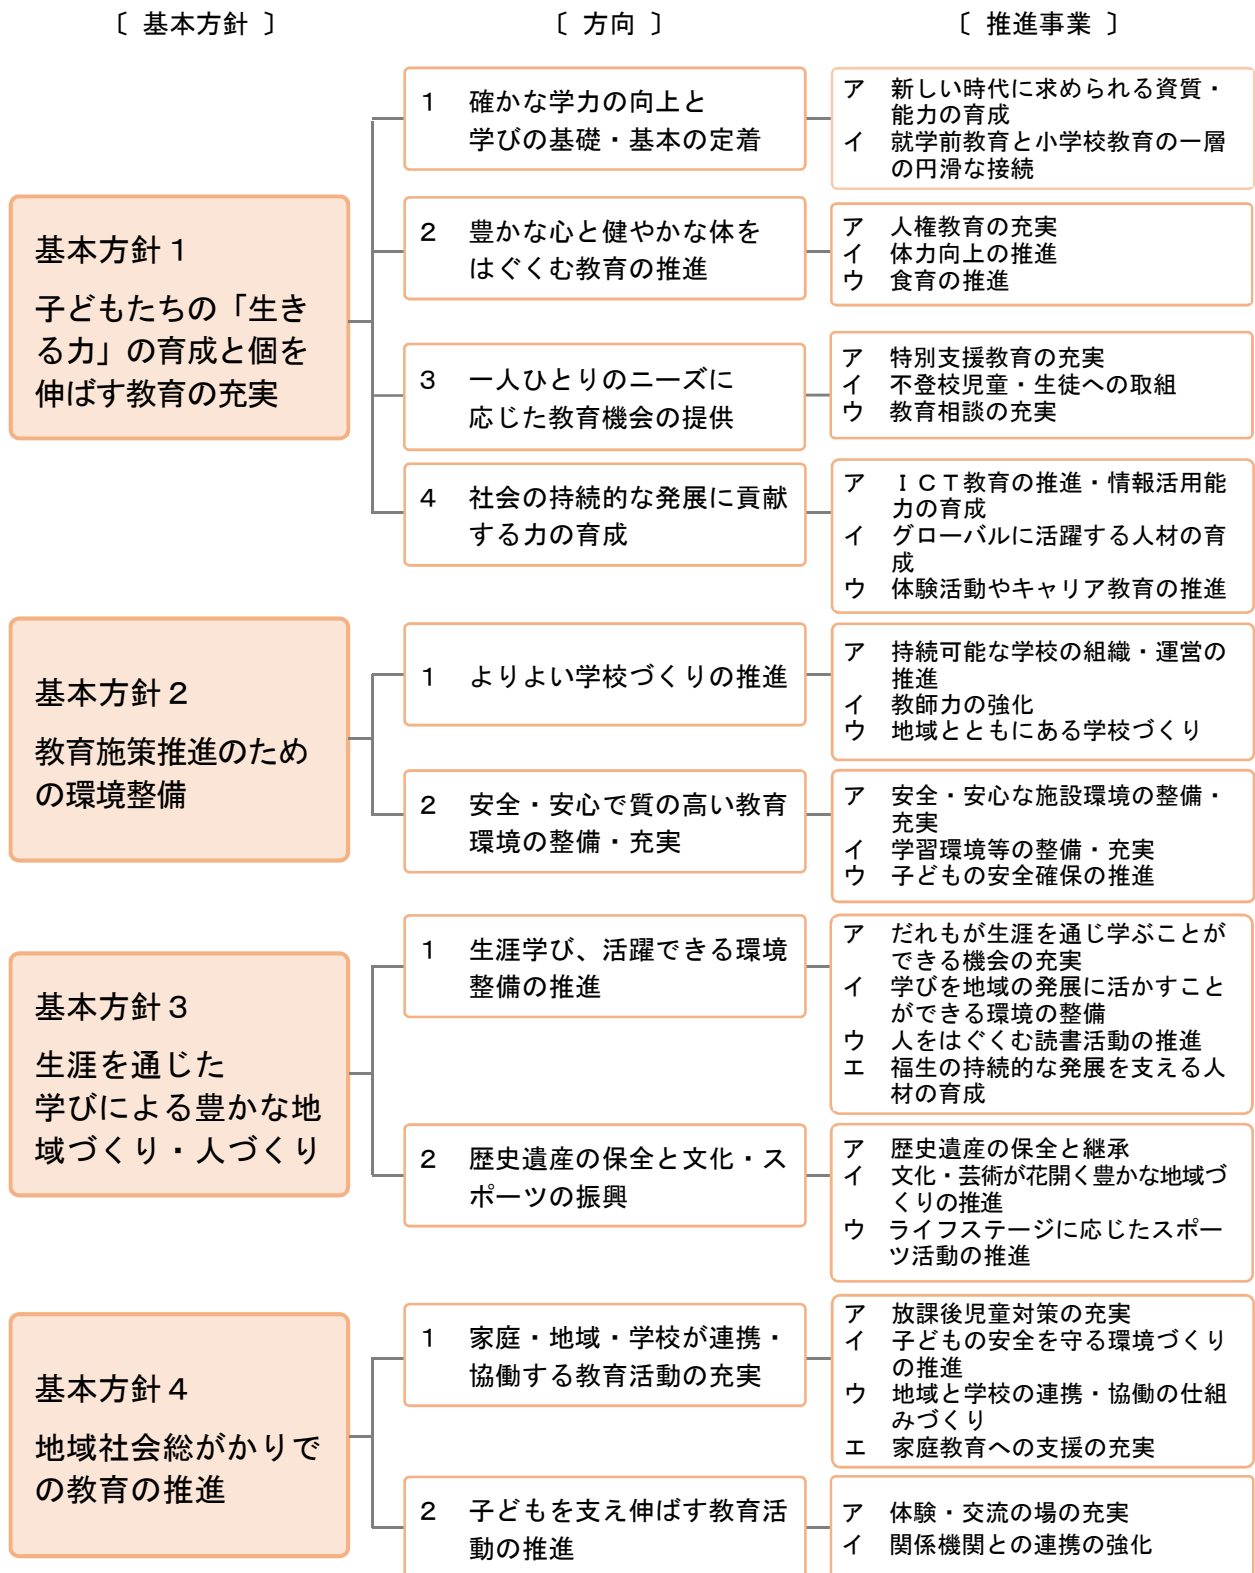 〔 基本方針 〕
〔 方向 〕
〔 推進事業 〕
基本方針１
子どもたちの「生き
る力」の育成と個を
伸ばす教育の充実
１　確かな学力の向上と
学びの基礎・基本の定着
ア　新しい時代に求められる資質・
能力の育成
イ　就学前教育と小学校教育の一層
の円滑な接続
２　豊かな心と健やかな体を
はぐくむ教育の推進
ア　人権教育の充実
イ　体力向上の推進
ウ　食育の推進
３　一人ひとりのニーズに
応じた教育機会の提供
ア　特別支援教育の充実
イ　不登校児童・生徒への取組
ウ　教育相談の充実
４　社会の持続的な発展に貢献
する力の育成
ア　ＩＣＴ教育の推進・情報活用能
力の育成
イ　グローバルに活躍する人材の育
成
ウ　体験活動やキャリア教育の推進
基本方針２
教育施策推進のため
の環境整備
１　よりよい学校づくりの推進
ア　持続可能な学校の組織・運営の
推進
イ　教師力の強化
ウ　地域とともにある学校づくり
２　安全・安心で質の高い教育
環境の整備・充実
ア　安全・安心な施設環境の整備・
充実
イ　学習環境等の整備・充実
ウ　子どもの安全確保の推進
基本方針３
生涯を通じた
学びによる豊かな地
域づくり・人づくり
１　生涯学び、活躍できる環境
整備の推進
ア　だれもが生涯を通じ学ぶことが
できる機会の充実
イ　学びを地域の発展に活かすこと
ができる環境の整備
ウ　人をはぐくむ読書活動の推進
エ　福生の持続的な発展を支える人
材の育成
２　歴史遺産の保全と文化・ス
ポーツの振興
ア　歴史遺産の保全と継承
イ　文化・芸術が花開く豊かな地域づ
くりの推進
ウ　ライフステージに応じたスポー
ツ活動の推進
基本方針４
地域社会総がかりで
の教育の推進
１　家庭・地域・学校が連携・
協働する教育活動の充実
ア　放課後児童対策の充実
イ　子どもの安全を守る環境づくり
の推進
ウ　地域と学校の連携・協働の仕組
みづくり
エ　家庭教育への支援の充実
２　子どもを支え伸ばす教育活
動の推進
ア　体験・交流の場の充実
イ　関係機関との連携の強化